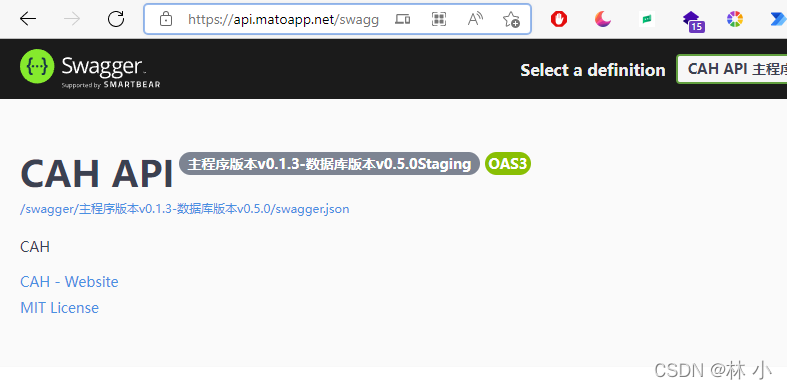 https://api.matoapp.net/swagg
15
Swagger
Supported by SMARTBEAR
Select a definition
CAH API 主程序
CAH API 主程序版本v0.1.3-数据库版本v0.5.0Staging OAS3
/swagger/主程序版本v0.1.3-数据库版本v0.5.0/swagger.json
CAH
CAH - Website
MIT License
CSDN @林 小